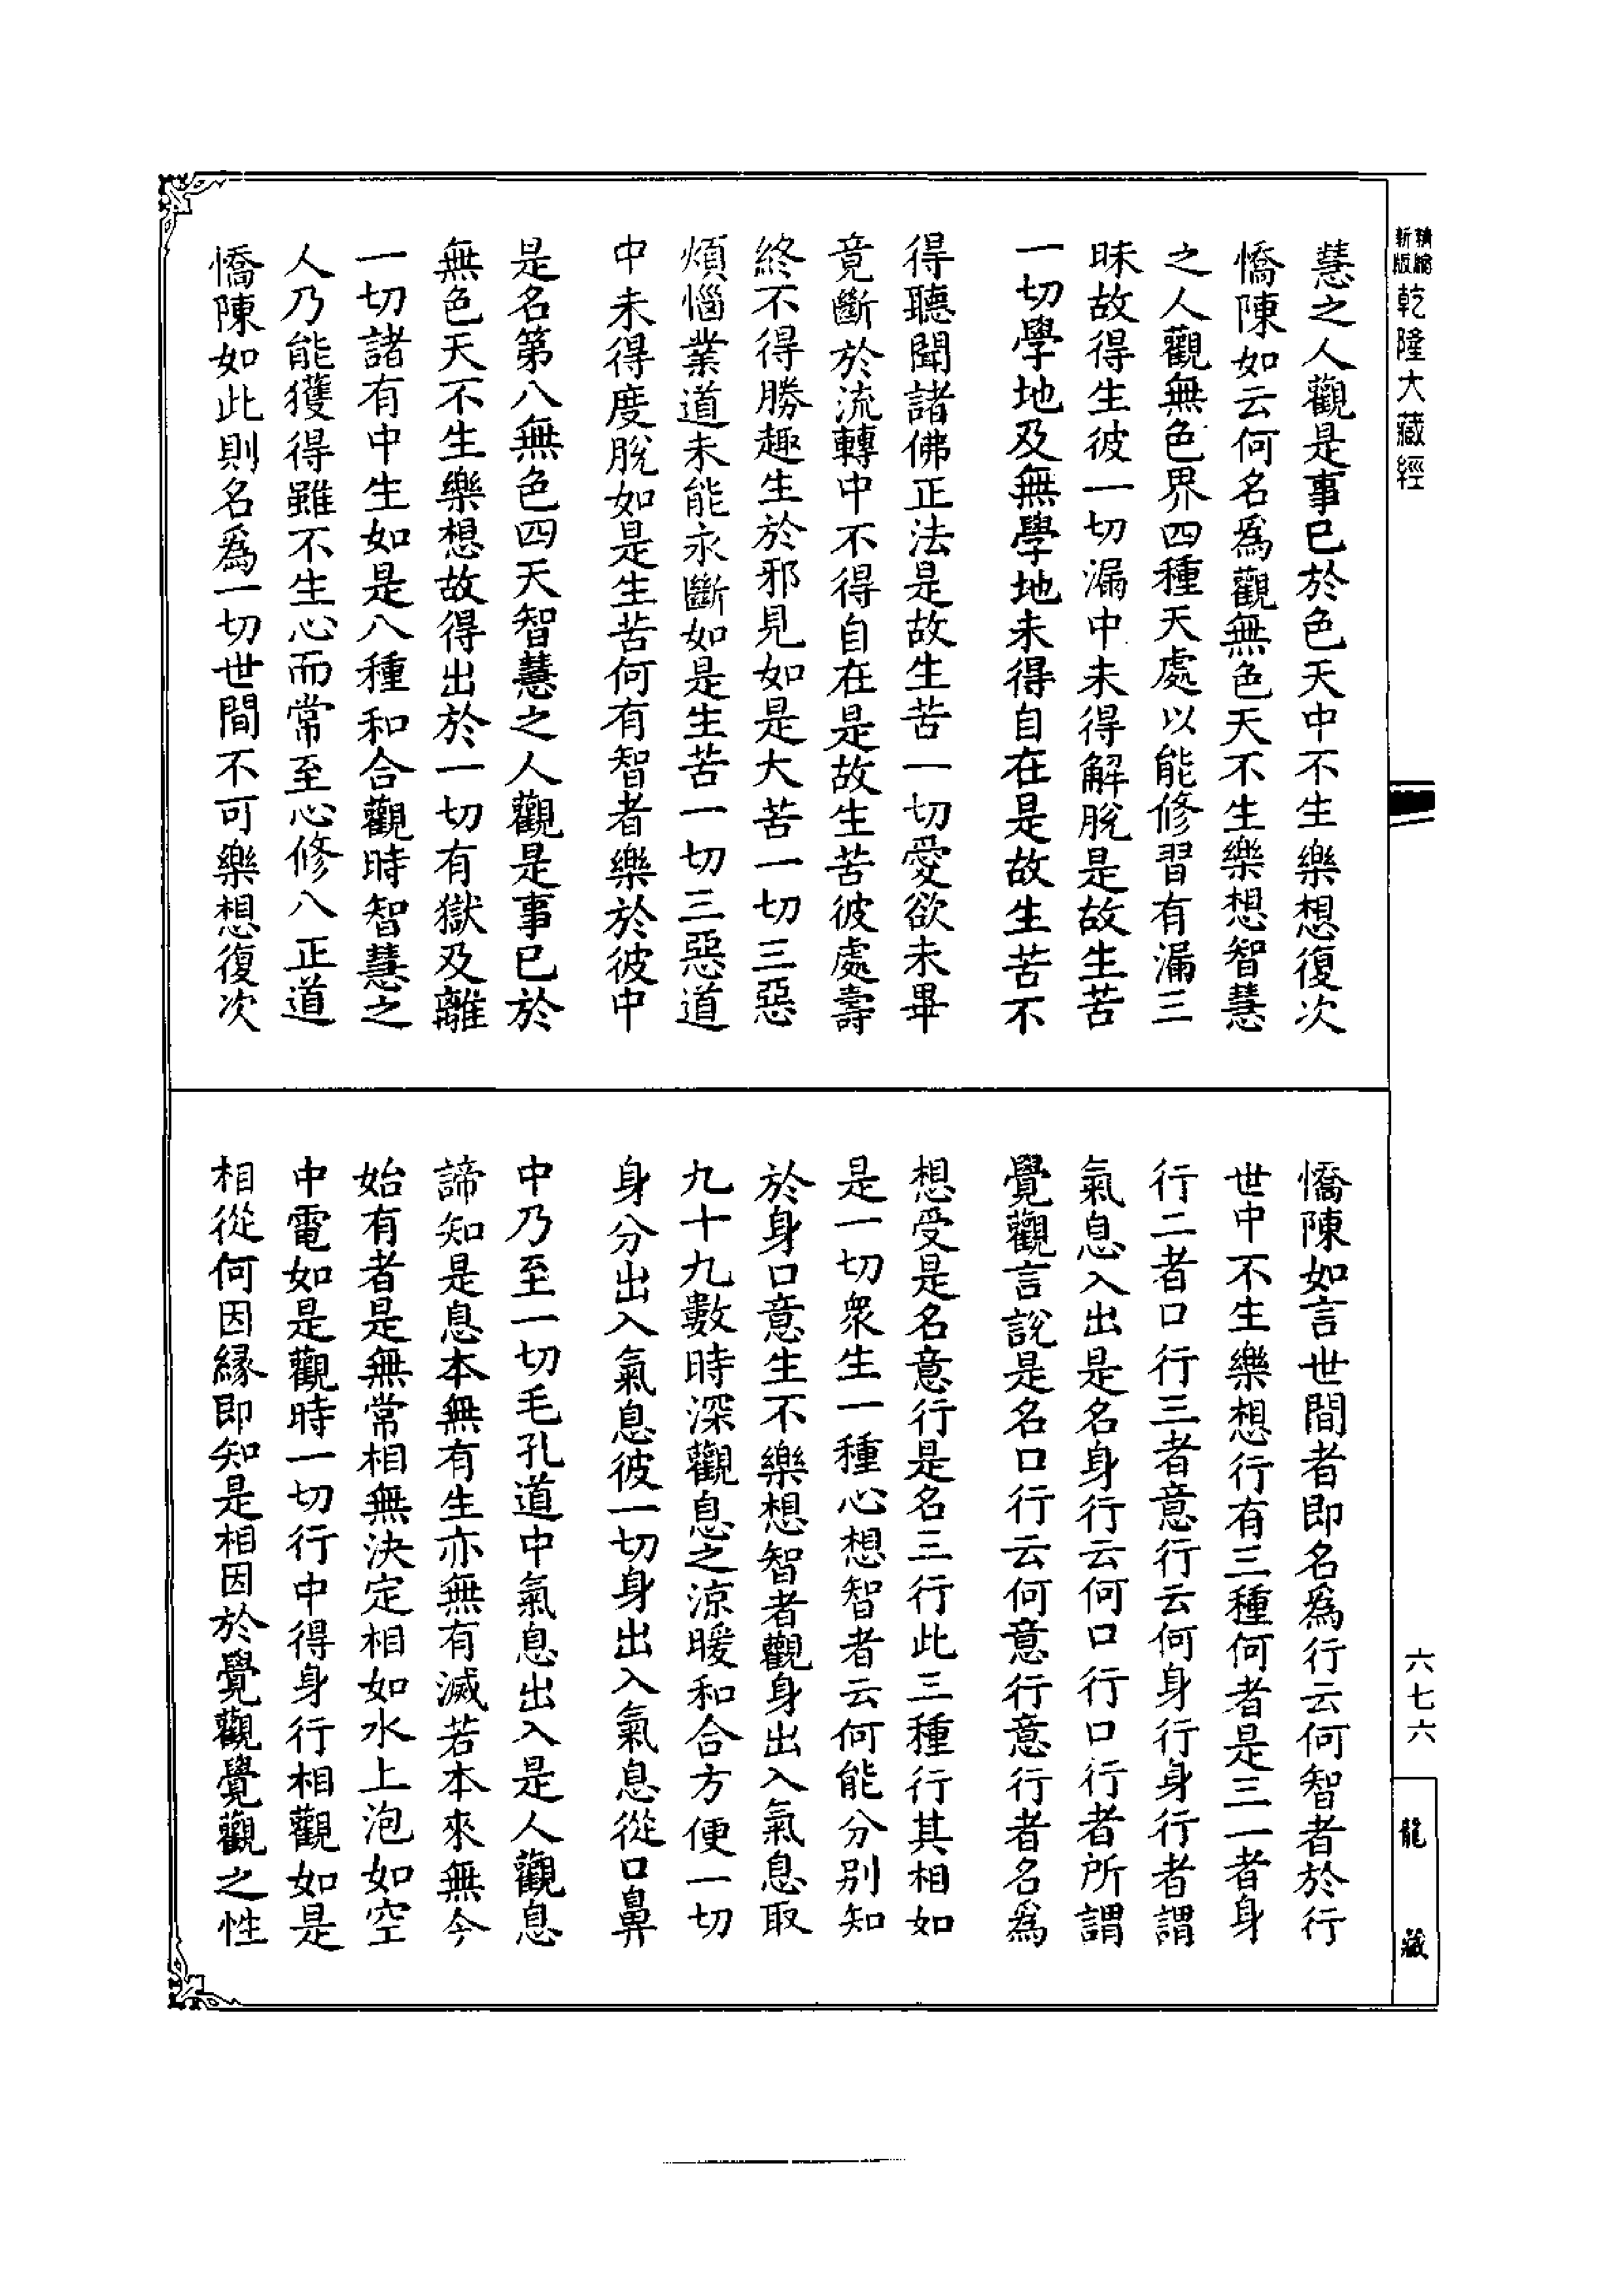 精縮新版乾隆大藏經
慧之人觀是事已於色天中不生樂想復次
憍陳如云何名爲觀無色天不生樂想智慧
之人觀無色界四種天處以能修習有漏三
昧故得生彼一切漏中未得解脫是故生苦
一切學地及無學地未得自在是故生苦不
得聽聞諸佛正法是故生苦一切愛欲未畢
竟斷於流轉中不得自在是故生苦彼處壽
終不得勝趣生於邪見如是大苦一切三惡
煩惱業道未能永斷如是生苦一切三惡道
中未得度脫如是生苦何有智者樂於彼中
是名第八無色四天智慧之人觀是事已於
無色天不生樂想故得出於一切有獄及離
一切諸有中生如是八種和合觀時智慧之
人乃能獲得雖不生心而常至心修八正道
憍陳如此則名爲一切世間不可樂想復次
憍陳如言世間者即名爲行云何智者於行
世中不生樂想行有三種何者是三一者身
行二者口行三者意行云何身行身行者謂
氣息入出是名身行云何口行口行者所謂
覺觀言說是名口行云何意行意行者名爲
想受是名意行是名三行此三種行其相如
是一切衆生一種心想智者云何能分別知
於身口意生不樂想智者觀身出入氣息取
九十九數時深觀息之涼暖和合方便一切
身分出入氣息彼一切身出入氣息從口鼻
中乃至一切毛孔道中氣息出入是人觀息
諦知是息本無有生亦無有滅若本來無今
始有者是無常相無決定相如水上泡如空
中電如是觀時一切行中得身行相觀如是
相從何因緣即知是相因於覺觀覺觀之性
六七六
龍藏